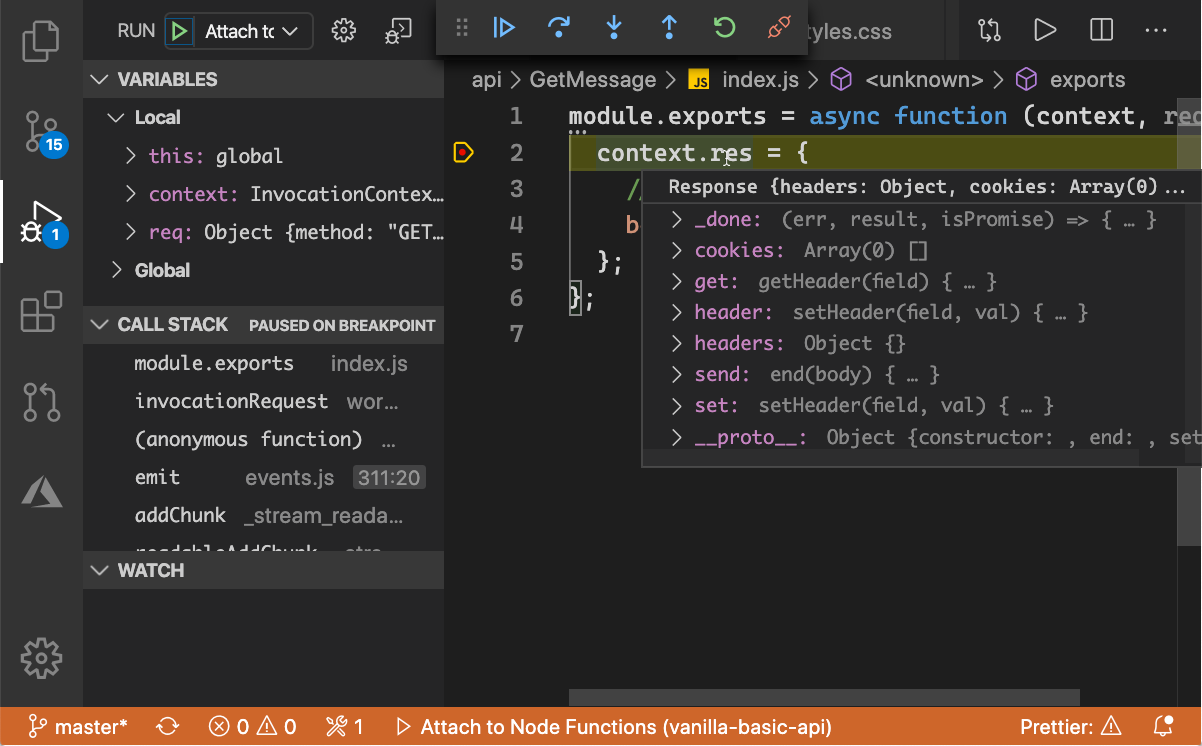 RUN Attach to
tyles.css
VARIABLES
Local
this: global
context: InvocationContex…
req: Object {method: "GET…
Global
CALL STACK PAUSED ON BREAKPOINT
module.exports index.js
invocationRequest wor…
(anonymous function) …
emit events.js 311:20
addChunk _stream_reada…
readableAddChunk _stre…
WATCH
15
1
api > GetMessage > JS index.js > <unknown> > exports
1 module.exports = async function (context, req
2 context.res = {
3 //
4 b
5 };
6 };
7
Response {headers: Object, cookies: Array(0)...
_done: (err, result, isPromise) => { … }
cookies: Array(0) []
get: getHeader(field) { … }
header: setHeader(field, val) { … }
headers: Object {}
send: end(body) { … }
set: setHeader(field, val) { … }
__proto__: Object {constructor: , end: , set
master* 0 0 1 Attach to Node Functions (vanilla-basic-api) Prettier: